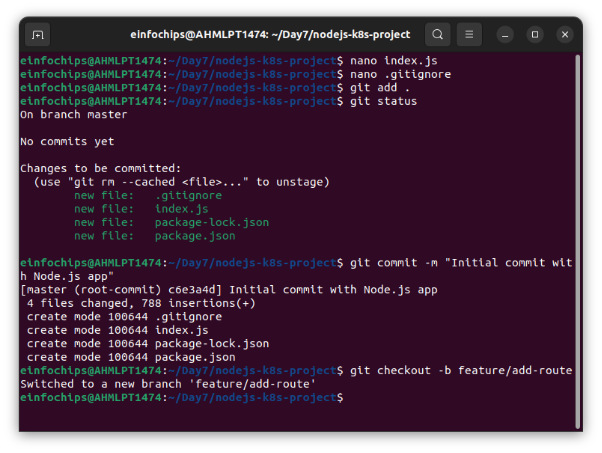 einfochips@AHMLPT1474: ~/Day7/nodejs-k8s-project
einfochips@AHMLPT1474:~/Day7/nodejs-k8s-project$ nano index.js
einfochips@AHMLPT1474:~/Day7/nodejs-k8s-project$ nano .gitignore
einfochips@AHMLPT1474:~/Day7/nodejs-k8s-project$ git add .
einfochips@AHMLPT1474:~/Day7/nodejs-k8s-project$ git status
On branch master
No commits yet
Changes to be committed:
  (use "git rm --cached <file>..." to unstage)
        new file:   .gitignore
        new file:   index.js
        new file:   package-lock.json
        new file:   package.json
einfochips@AHMLPT1474:~/Day7/nodejs-k8s-project$ git commit -m "Initial commit wit
h Node.js app"
[master (root-commit) c6e3a4d] Initial commit with Node.js app
 4 files changed, 788 insertions(+)
 create mode 100644 .gitignore
 create mode 100644 index.js
 create mode 100644 package-lock.json
 create mode 100644 package.json
einfochips@AHMLPT1474:~/Day7/nodejs-k8s-project$ git checkout -b feature/add-route
Switched to a new branch 'feature/add-route'
einfochips@AHMLPT1474:~/Day7/nodejs-k8s-project$